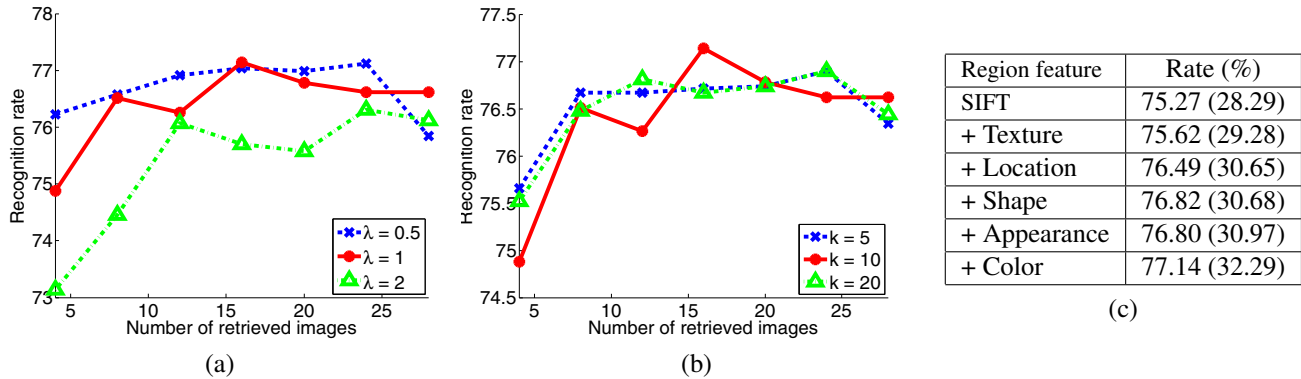 78
77
76
75
74
73
5
10
15
20
25
Recognition rate
Number of retrieved images
λ = 0.5
λ = 1
λ = 2
(a)
77.5
77
76.5
76
75.5
75
74.5
5
10
15
20
25
Recognition rate
Number of retrieved images
k = 5
k = 10
k = 20
(b)
Region feature Rate (%)
SIFT 75.27 (28.29)
+ Texture 75.62 (29.28)
+ Location 76.49 (30.65)
+ Shape 76.82 (30.68)
+ Appearance 76.80 (30.97)
+ Color 77.14 (32.29)
(c)